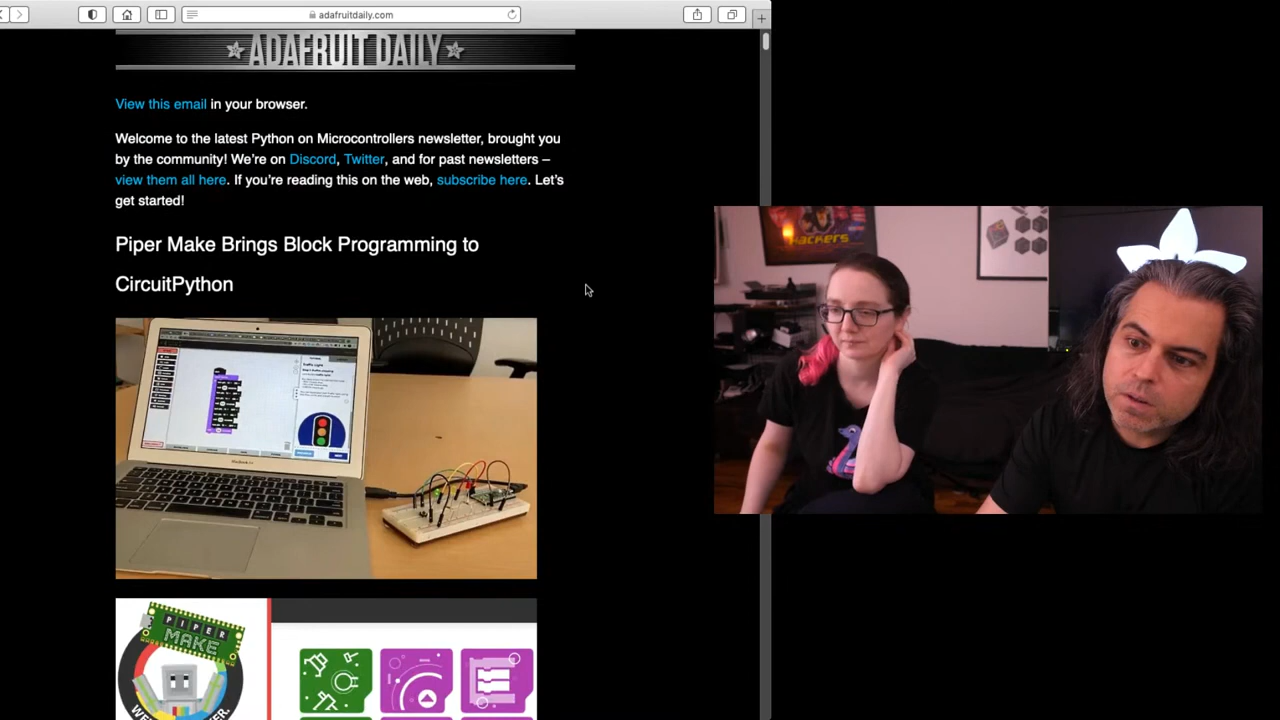 adafruitdaily.com
ADAFRUIT DAILY
View this email in your browser.
Welcome to the latest Python on Microcontrollers newsletter, brought you
by the community! We’re on Discord, Twitter, and for past newsletters –
view them all here. If you’re reading this on the web, subscribe here. Let’s
get started!
Piper Make Brings Block Programming to
CircuitPython
Hackers
PIPER
MAKE